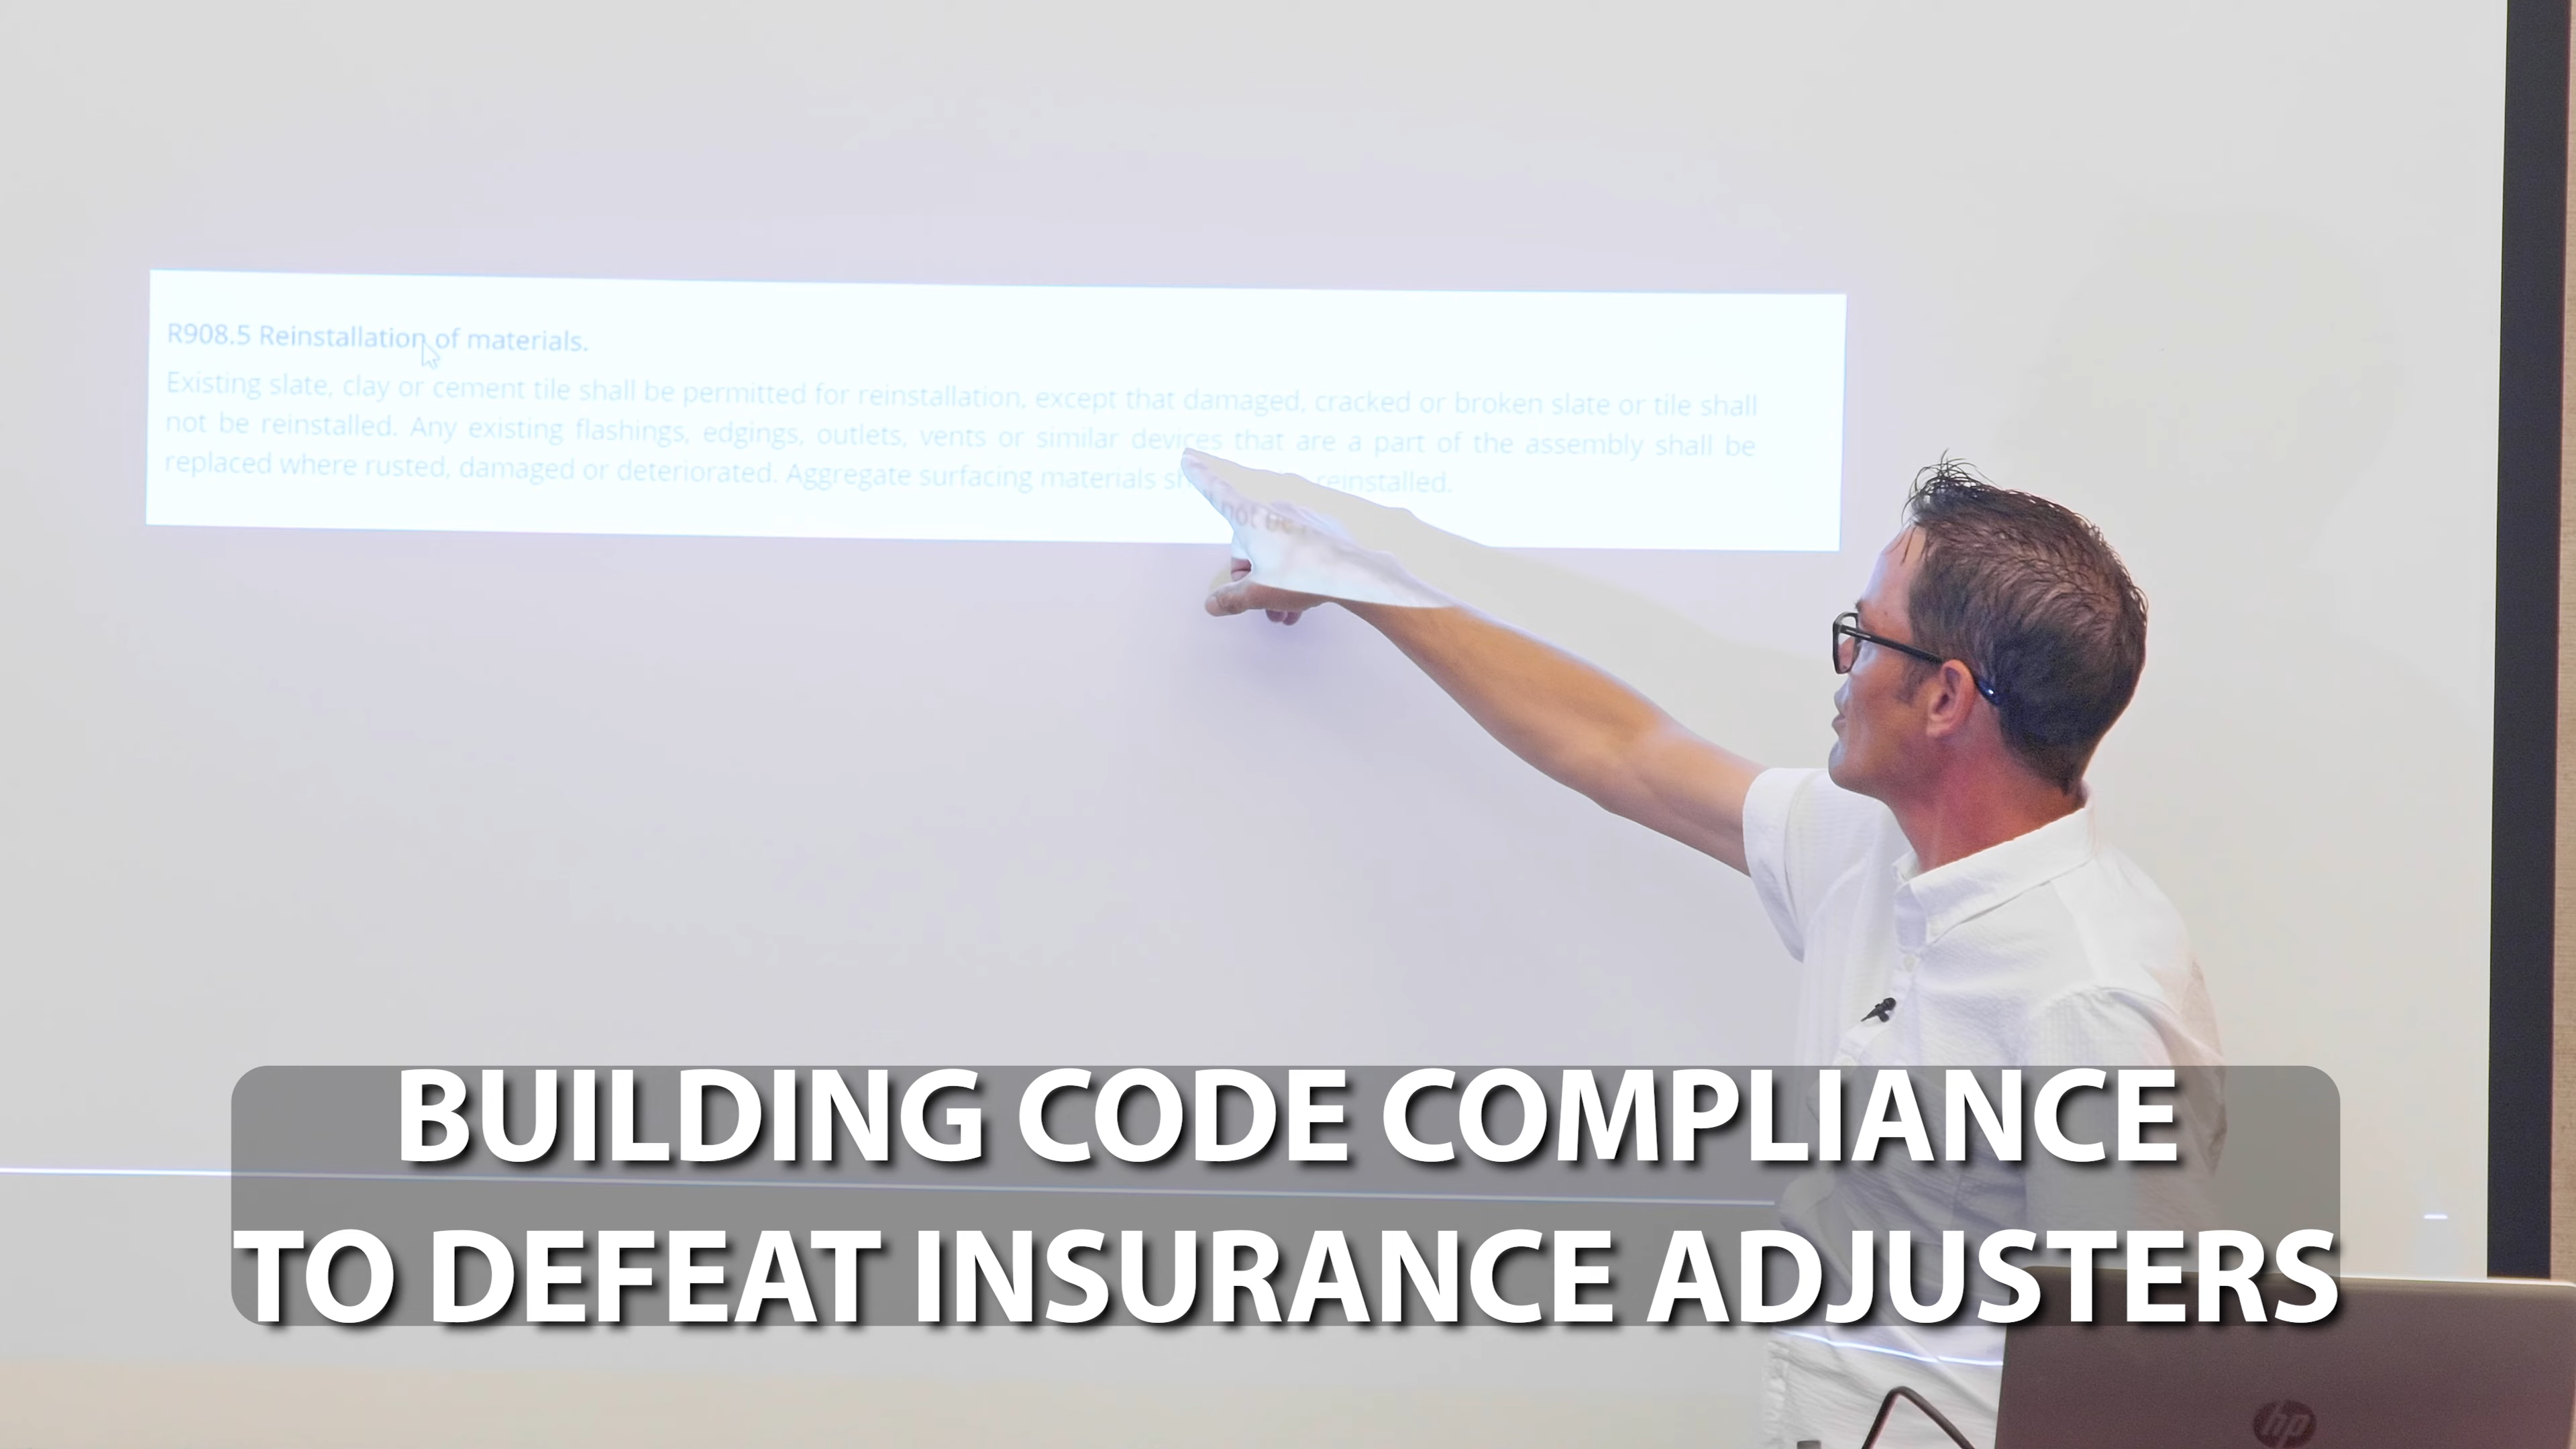 R908.5 Reinstallation of materials.
Existing slate, clay or cement tile shall be permitted for reinstallation, except that damaged, cracked or broken slate or tile shall
not be reinstalled. Any existing flashings, edgings, outlets, vents or similar devices that are a part of the assembly shall be
replaced where rusted, damaged or deteriorated. Aggregate surfacing materials not be reinstalled.
BUILDING CODE COMPLIANCE
TO DEFEAT INSURANCE ADJUSTERS
hp